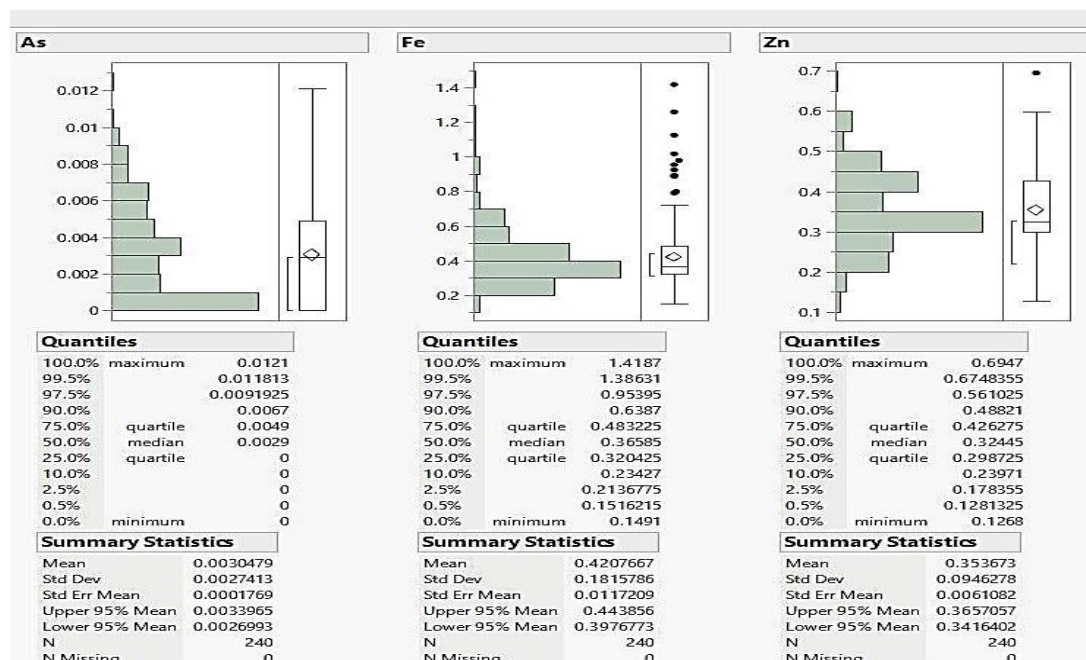 As
0.012
0.01
0.008
0.006
0.004
0.002
0
Quantiles
100.0% maximum 0.0121
99.5% 0.011813
97.5% 0.0091925
90.0% 0.0067
75.0% quartile 0.0049
50.0% median 0.0029
25.0% quartile 0
10.0% 0
2.5% 0
0.5% 0
0.0% minimum 0
Summary Statistics
Mean 0.0030479
Std Dev 0.0027413
Std Err Mean 0.0001769
Upper 95% Mean 0.0033965
Lower 95% Mean 0.0026993
N 240
N Missing 0
Fe
1.4
1.2
1
0.8
0.6
0.4
0.2
Quantiles
100.0% maximum 1.4187
99.5% 1.38631
97.5% 0.95395
90.0% 0.6387
75.0% quartile 0.483225
50.0% median 0.36585
25.0% quartile 0.320425
10.0% 0.23427
2.5% 0.2136775
0.5% 0.1516215
0.0% minimum 0.1491
Summary Statistics
Mean 0.4207667
Std Dev 0.1815786
Std Err Mean 0.0117209
Upper 95% Mean 0.443856
Lower 95% Mean 0.3976773
N 240
N Missing 0
Zn
0.7
0.6
0.5
0.4
0.3
0.2
0.1
Quantiles
100.0% maximum 0.6947
99.5% 0.6748355
97.5% 0.561025
90.0% 0.48821
75.0% quartile 0.426275
50.0% median 0.32445
25.0% quartile 0.298725
10.0% 0.23971
2.5% 0.178355
0.5% 0.1281325
0.0% minimum 0.1268
Summary Statistics
Mean 0.353673
Std Dev 0.0946278
Std Err Mean 0.0061082
Upper 95% Mean 0.3657057
Lower 95% Mean 0.3416402
N 240
N Missing 0